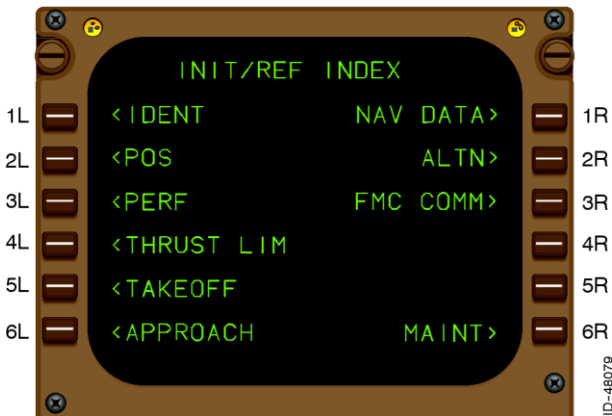 INIT/REF INDEX
1L <IDENT NAV DATA> 1R
2L <POS ALTN> 2R
3L <PERF FMC COMM> 3R
4L <THRUST LIM 4R
5L <TAKEOFF 5R
6L <APPROACH MAINT> 6R
ID-48079